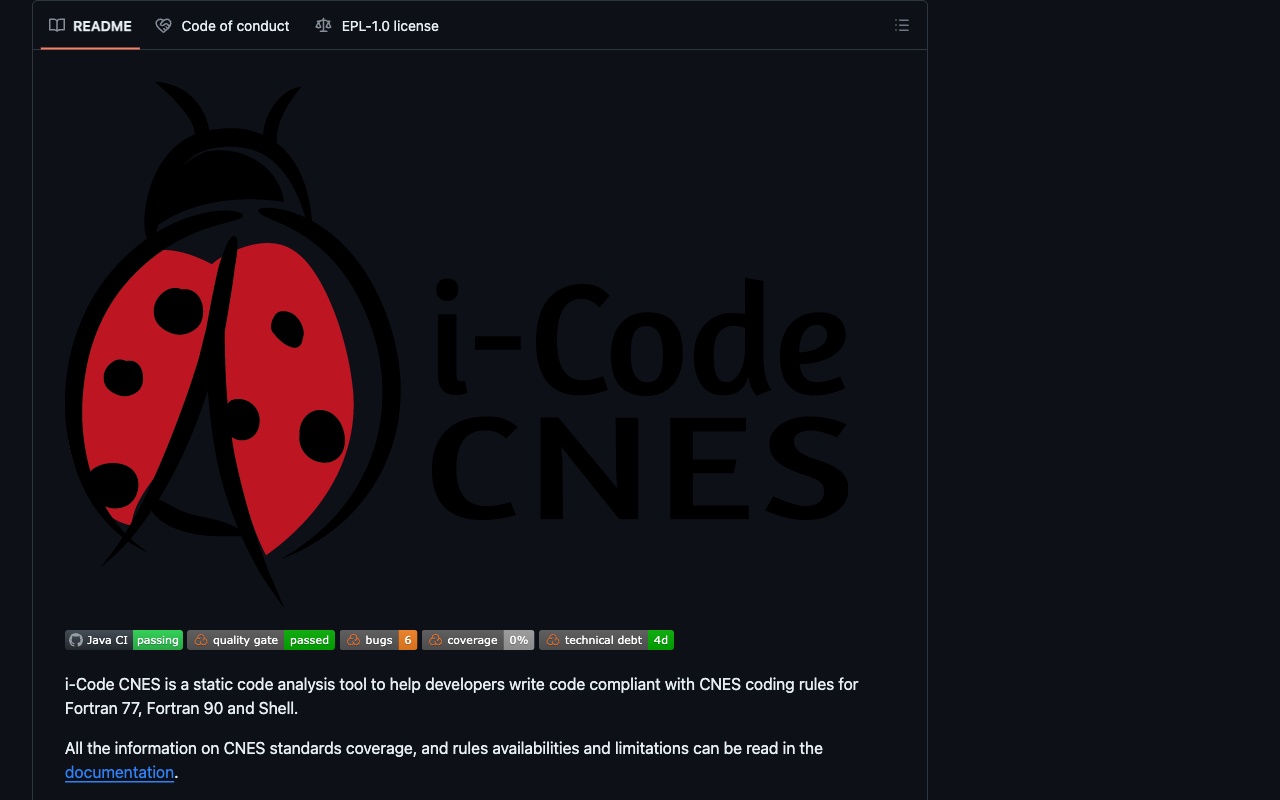 README Code of conduct EPL-1.0 license
i-Code
CNES
Java CI passing quality gate passed bugs 6 coverage 0% technical debt 4d
i-Code CNES is a static code analysis tool to help developers write code compliant with CNES coding rules for
Fortran 77, Fortran 90 and Shell.
All the information on CNES standards coverage, and rules availabilities and limitations can be read in the
documentation.